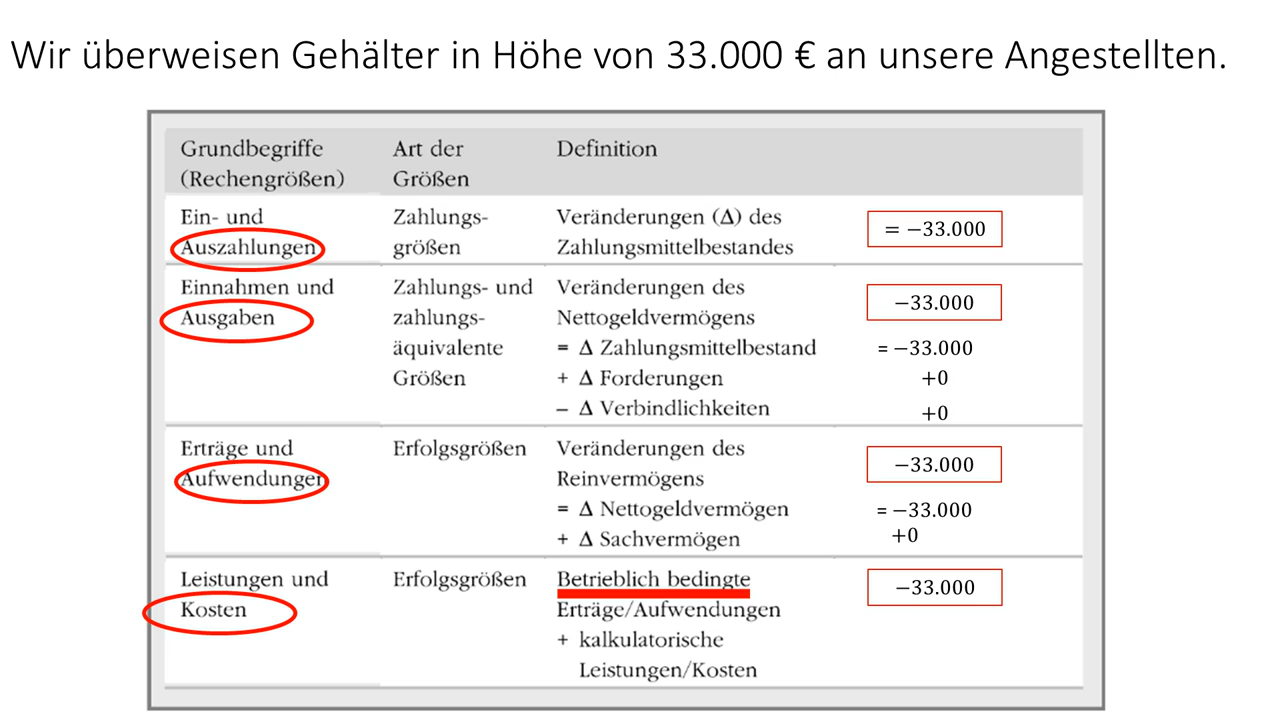 Wir überweisen Gehälter in Höhe von 33.000 € an unsere Angestellten.
Grundbegriffe
(Rechengrößen)
Art der
Größen
Definition
Ein- und
Auszahlungen
Zahlungs-
größen
Veränderungen (Δ) des
Zahlungsmittelbestandes
= −33.000
Einnahmen und
Ausgaben
Zahlungs- und
zahlungs-
äquivalente
Größen
Veränderungen des
Nettogeldvermögens
= Δ Zahlungsmittelbestand
+ Δ Forderungen
− Δ Verbindlichkeiten
−33.000
= −33.000
+0
+0
Erträge und
Aufwendungen
Erfolgsgrößen
Veränderungen des
Reinvermögens
= Δ Nettogeldvermögen
+ Δ Sachvermögen
−33.000
= −33.000
+0
Leistungen und
Kosten
Erfolgsgrößen
Betrieblich bedingte
Erträge/Aufwendungen
+ kalkulatorische
Leistungen/Kosten
−33.000